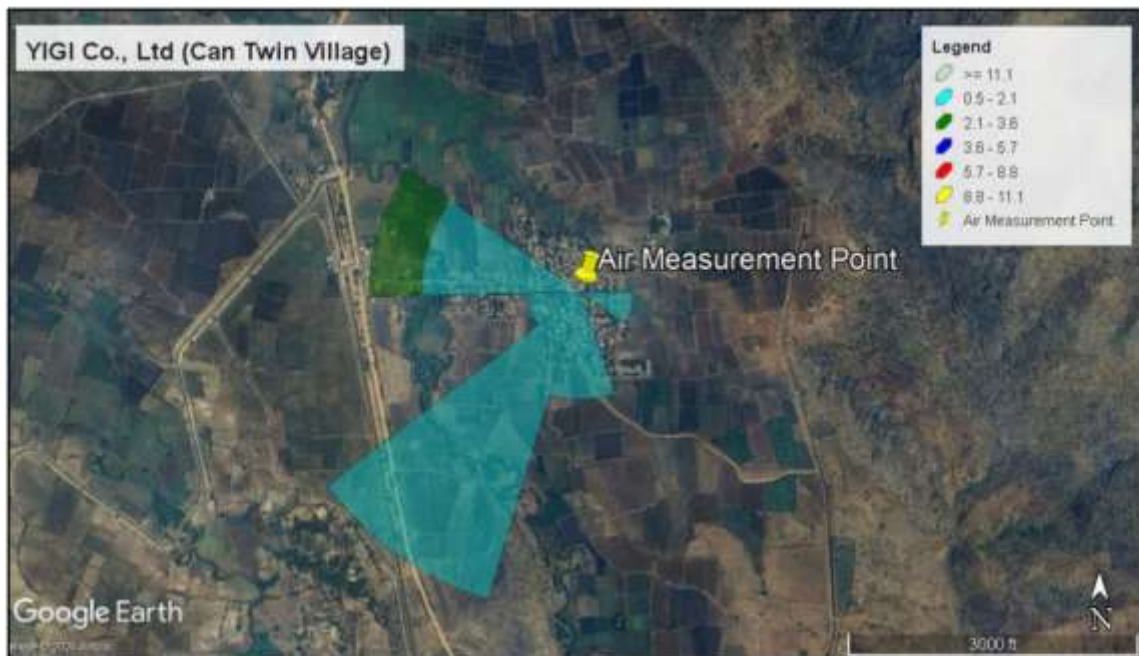 YIGI Co., Ltd (Can Twin Village)
Legend
>= 11.1
0.5 - 2.1
2.1 - 3.6
3.6 - 5.7
5.7 - 8.8
8.8 - 11.1
Air Measurement Point
Air Measurement Point
Google Earth
N
3000 ft